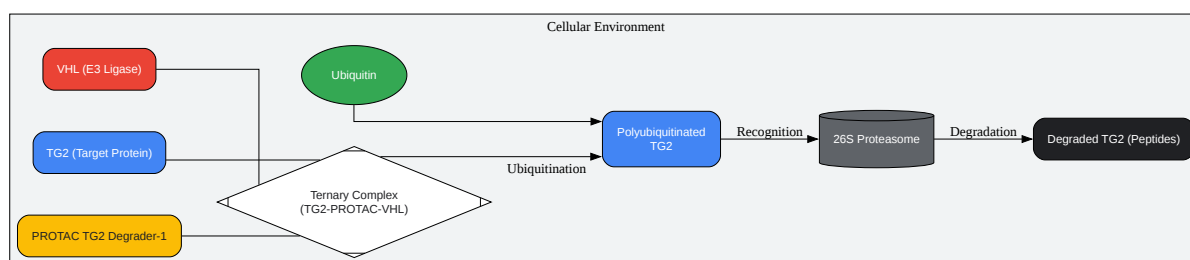 Cellular Environment
VHL (E3 Ligase)
Ubiquitin
TG2 (Target Protein)
Polyubiquitinated
TG2
Recognition
26S Proteasome
Degradation
Degraded TG2 (Peptides)
Ubiquitination
Ternary Complex
(TG2-PROTAC-VHL)
PROTAC TG2 Degrader-1